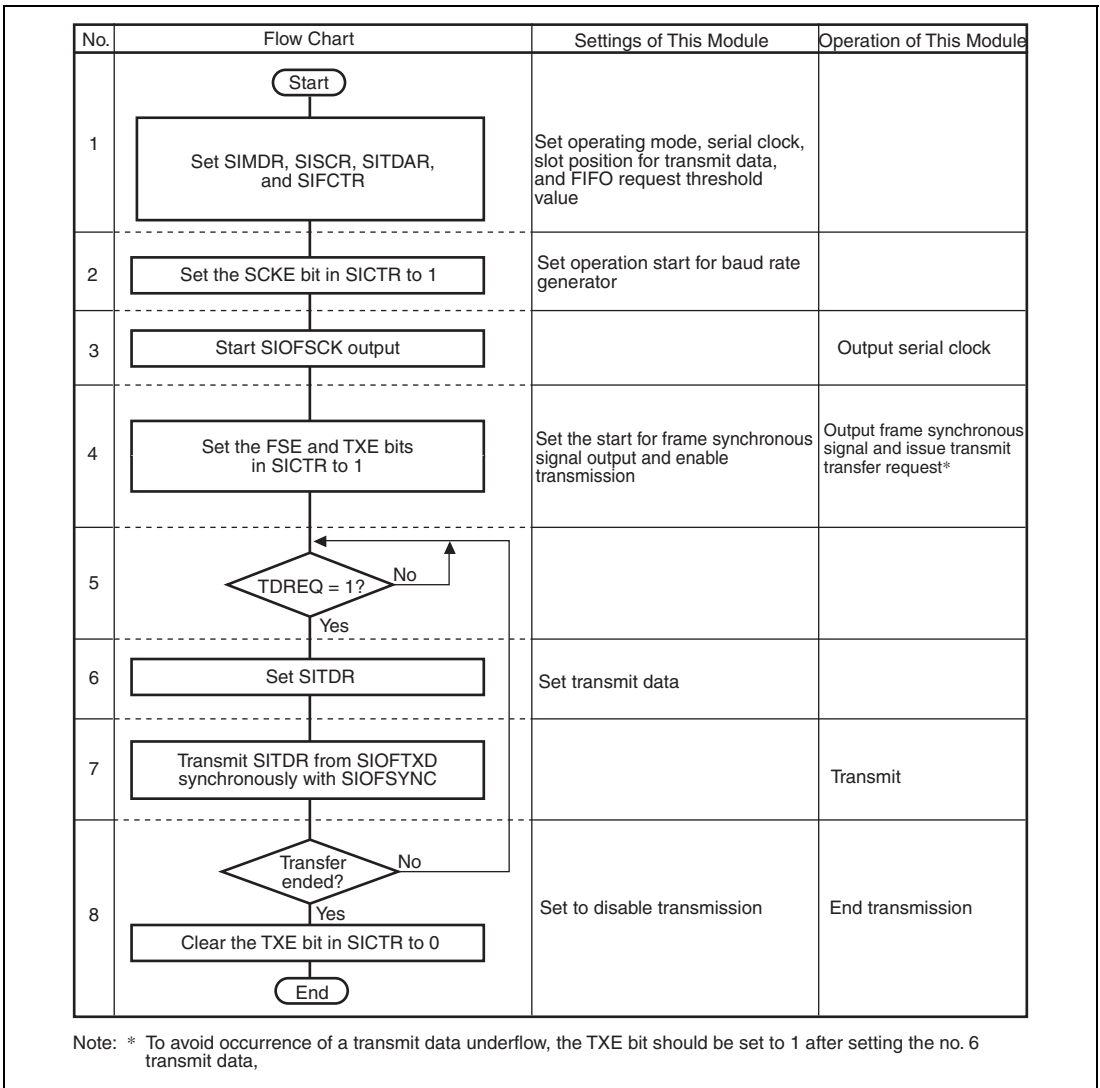 No.
Flow Chart
Settings of This Module
Operation of This Module
Start
1
Set SIMDR, SISCR, SITDAR,
and SIFCTR
Set operating mode, serial clock,
slot position for transmit data,
and FIFO request threshold
value
2
Set the SCKE bit in SICTR to 1
Set operation start for baud rate
generator
3
Start SIOFSCK output
Output serial clock
4
Set the FSE and TXE bits
in SICTR to 1
Set the start for frame synchronous
signal output and enable
transmission
Output frame synchronous
signal and issue transmit
transfer request*
5
TDREQ = 1?
No
Yes
6
Set SITDR
Set transmit data
7
Transmit SITDR from SIOFTXD
synchronously with SIOFSYNC
Transmit
8
Transfer
ended?
No
Yes
Clear the TXE bit in SICTR to 0
Set to disable transmission
End transmission
End
Note: * To avoid occurrence of a transmit data underflow, the TXE bit should be set to 1 after setting the no. 6
transmit data,